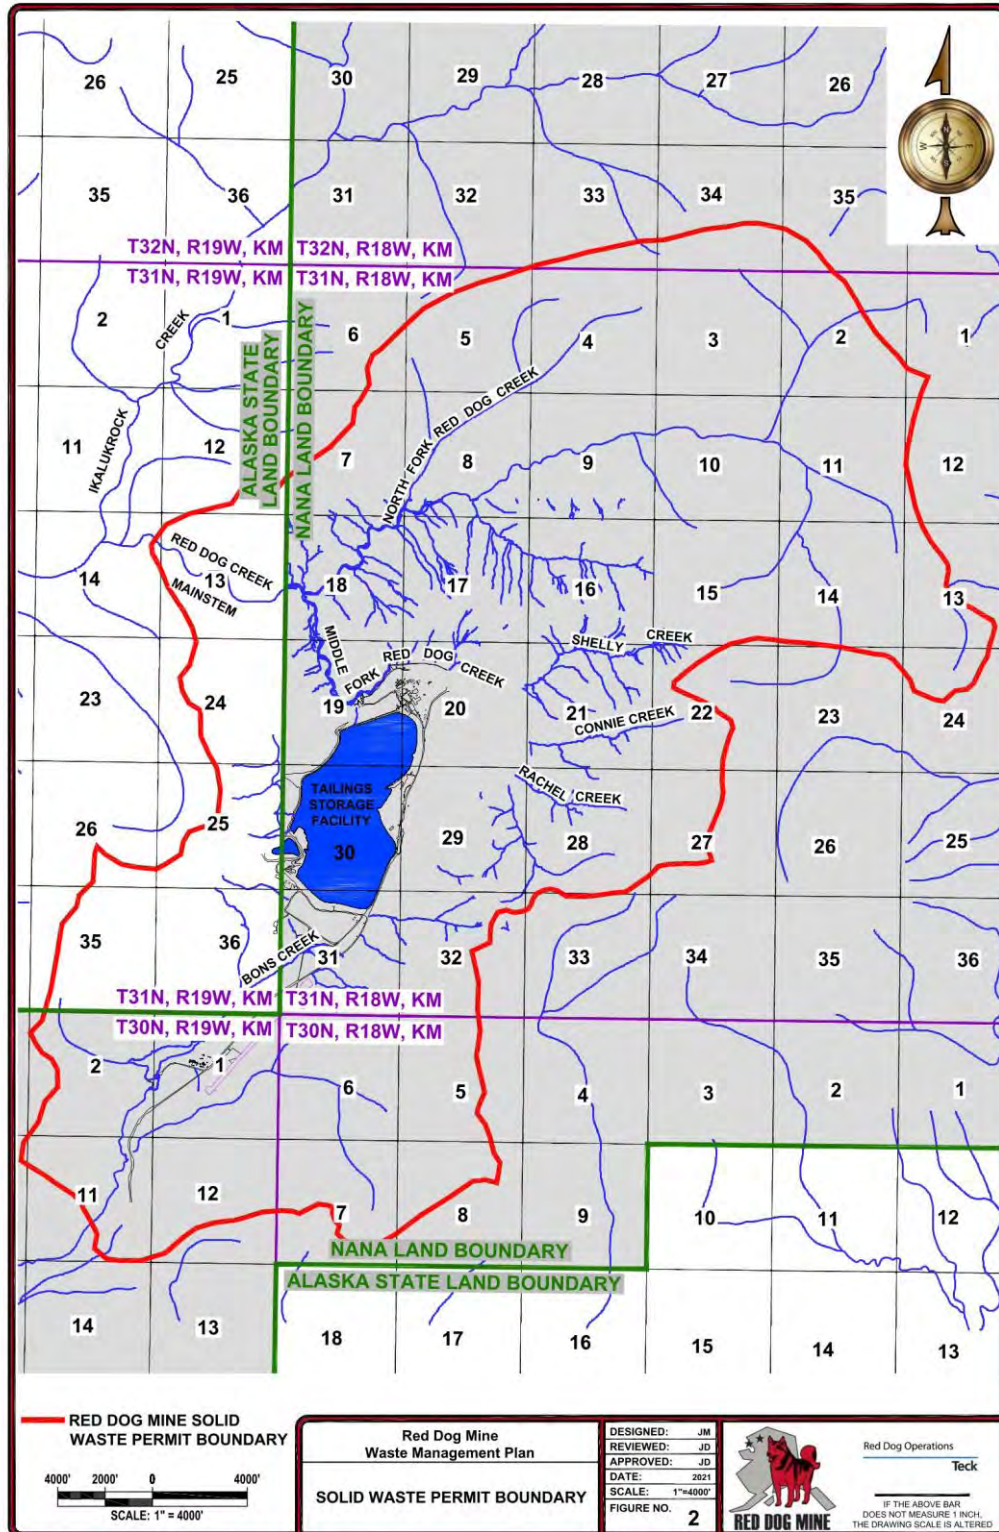 26 25 30 29 28 27 26
35 36 31 32 33 34 35
T32N, R19W, KM T32N, R18W, KM
T31N, R19W, KM T31N, R18W, KM
2 1 6 5 4 3 2 1
CREEK
IKALUKROCK
ALASKA STATE
LAND BOUNDARY
NANA LAND BOUNDARY
NORTH FORK RED DOG CREEK
11 12 7 8 9 10 11 12
RED DOG CREEK
MAINSTEM
14 13 18 17 16 15 14 13
MIDDLE
FORK RED DOG CREEK
SHELLY CREEK
23 24 19 20 21 22 23 24
CONNIE CREEK
RACHEL CREEK
TAILINGS
STORAGE
FACILITY
26 25 30 29 28 27 26 25
35 36 31 32 33 34 35 36
BONS CREEK
T31N, R19W, KM T31N, R18W, KM
T30N, R19W, KM T30N, R18W, KM
2 1 6 5 4 3 2 1
11 12 7 8 9 10 11 12
NANA LAND BOUNDARY
ALASKA STATE LAND BOUNDARY
14 13 18 17 16 15 14 13
RED DOG MINE SOLID
WASTE PERMIT BOUNDARY
4000' 2000' 0 4000'
SCALE: 1" = 4000'
Red Dog Mine
Waste Management Plan
SOLID WASTE PERMIT BOUNDARY
DESIGNED: JM
REVIEWED: JD
APPROVED: JD
DATE: 2021
SCALE: 1"=4000'
FIGURE NO. 2
RED DOG MINE
Red Dog Operations
Teck
IF THE ABOVE BAR
DOES NOT MEASURE 1 INCH,
THE DRAWING SCALE IS ALTERED